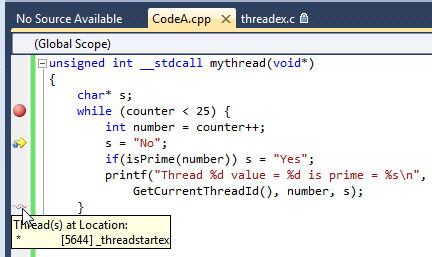 No Source Available CodeA.cpp threadex.c
(Global Scope)
unsigned int __stdcall mythread(void*)
{
char* s;
while (counter < 25) {
int number = counter++;
s = "No";
if(isPrime(number)) s = "Yes";
printf("Thread %d value = %d is prime = %s\n",
GetCurrentThreadId(), number, s);
}
Thread(s) at Location:
* [5644] _threadstartex